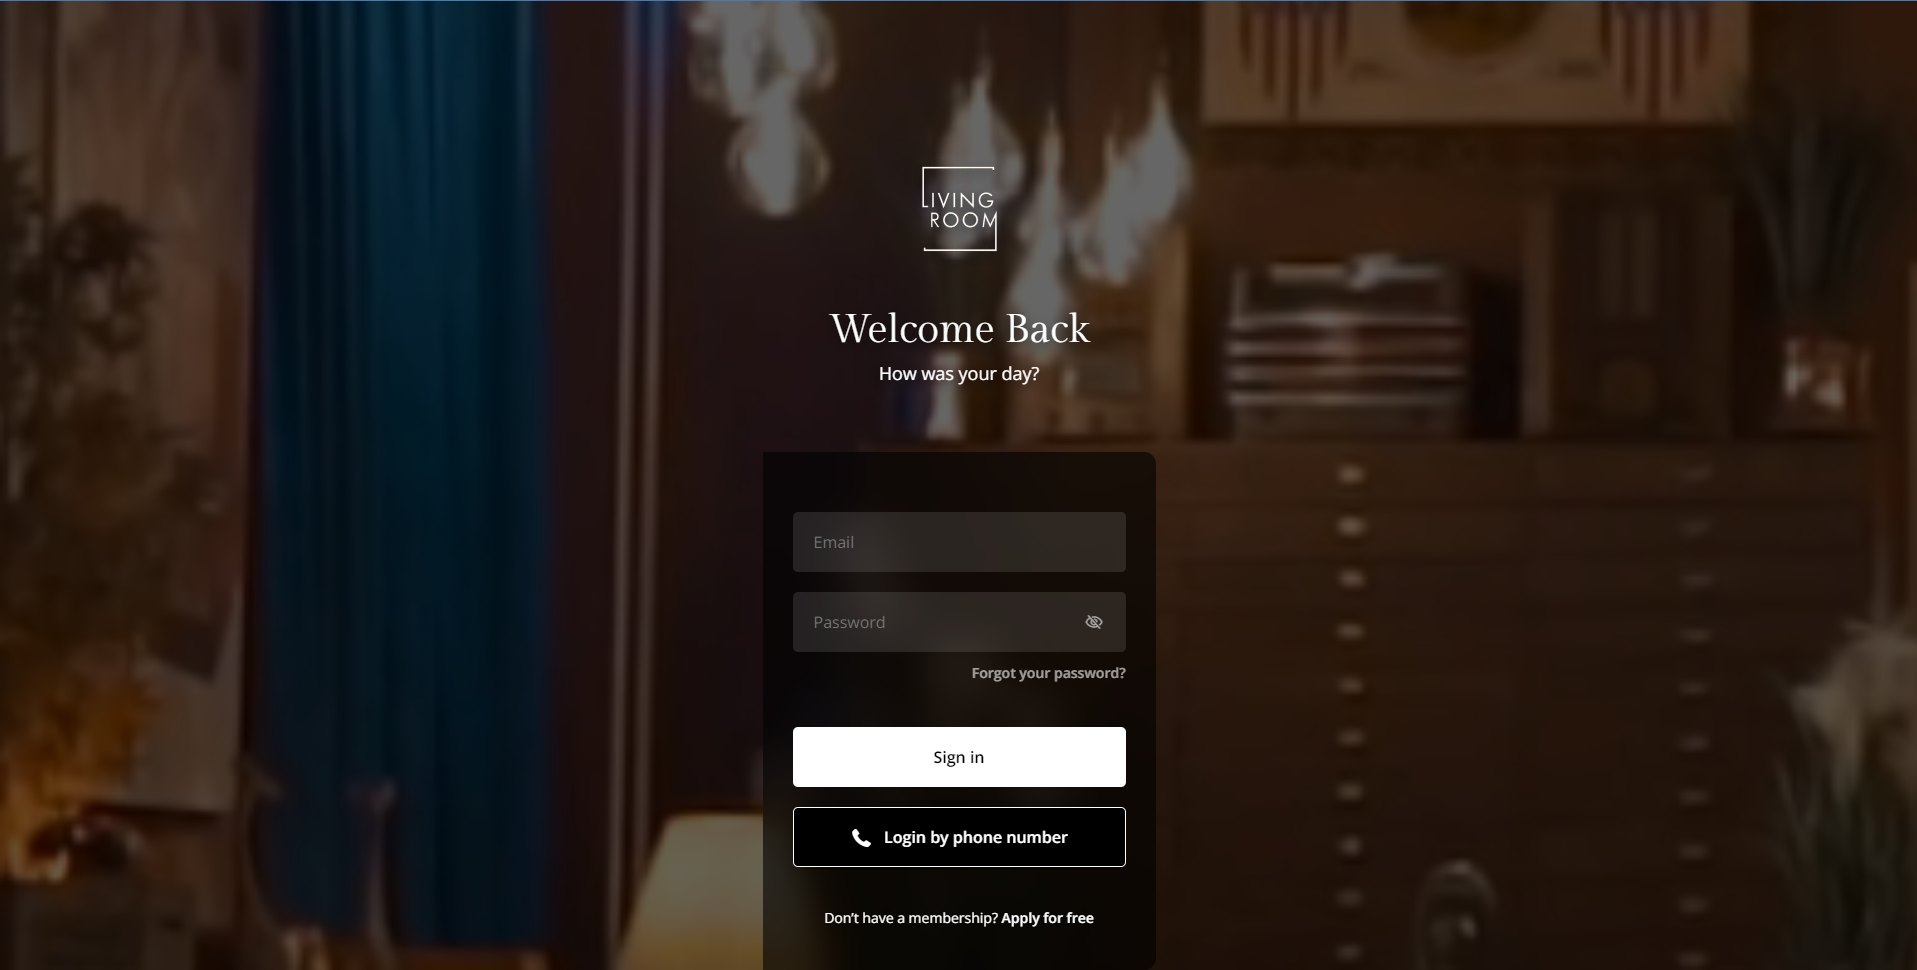 LIVING
ROOM
Welcome Back
How was your day?
Email
Password
Forgot your password?
Sign in
Login by phone number
Don't have a membership? Apply for free